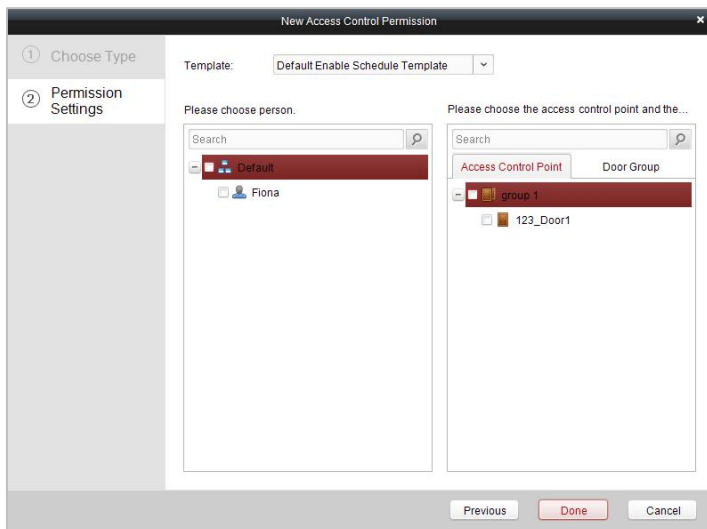 New Access Control Permission
1 Choose Type
2 Permission Settings
Template: Default Enable Schedule Template
Please choose person.
Search
Default
Fiona
Please choose the access control point and the...
Search
Access Control Point Door Group
group 1
123_Door1
Previous Done Cancel